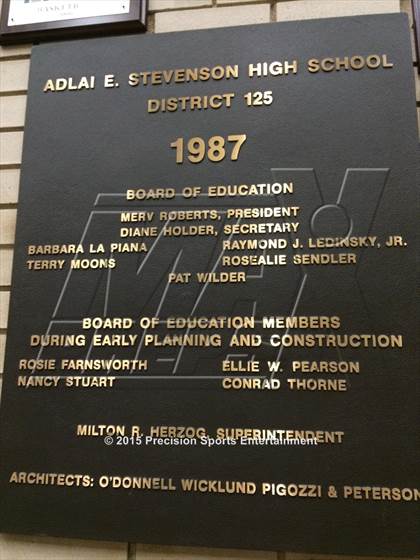 BASKETB
ADLAI E. STEVENSON HIGH SCHOOL
DISTRICT 125
1987
BOARD OF EDUCATION
MERV ROBERTS, PRESIDENT
DIANE HOLDER, SECRETARY
BARBARA LA PIANA RAYMOND J. LEDINSKY, JR.
TERRY MOONS ROSEALIE SENDLER
PAT WILDER
BOARD OF EDUCATION MEMBERS
DURING EARLY PLANNING AND CONSTRUCTION
ROSIE FARNSWORTH ELLIE W. PEARSON
NANCY STUART CONRAD THORNE
MILTON R. HERZOG, SUPERINTENDENT
© 2015 Precision Sports Entertainment
ARCHITECTS: O'DONNELL WICKLUND PIGOZZI & PETERSON
MAX